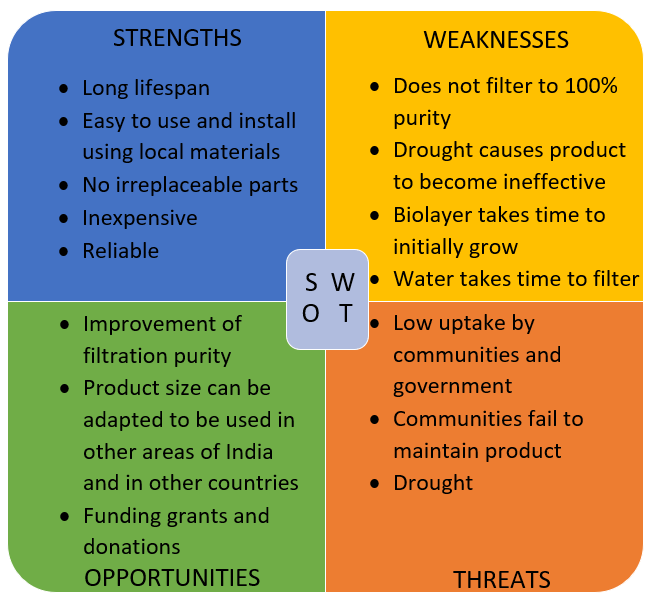 STRENGTHS
• Long lifespan
• Easy to use and install
using local materials
• No irreplaceable parts
• Inexpensive
• Reliable
WEAKNESSES
• Does not filter to 100%
purity
• Drought causes product
to become ineffective
• Biolayer takes time to
initially grow
• Water takes time to filter
S W
O T
• Improvement of
filtration purity
• Product size can be
adapted to be used in
other areas of India
and in other countries
• Funding grants and
donations
OPPORTUNITIES
• Low uptake by
communities and
government
• Communities fail to
maintain product
• Drought
THREATS